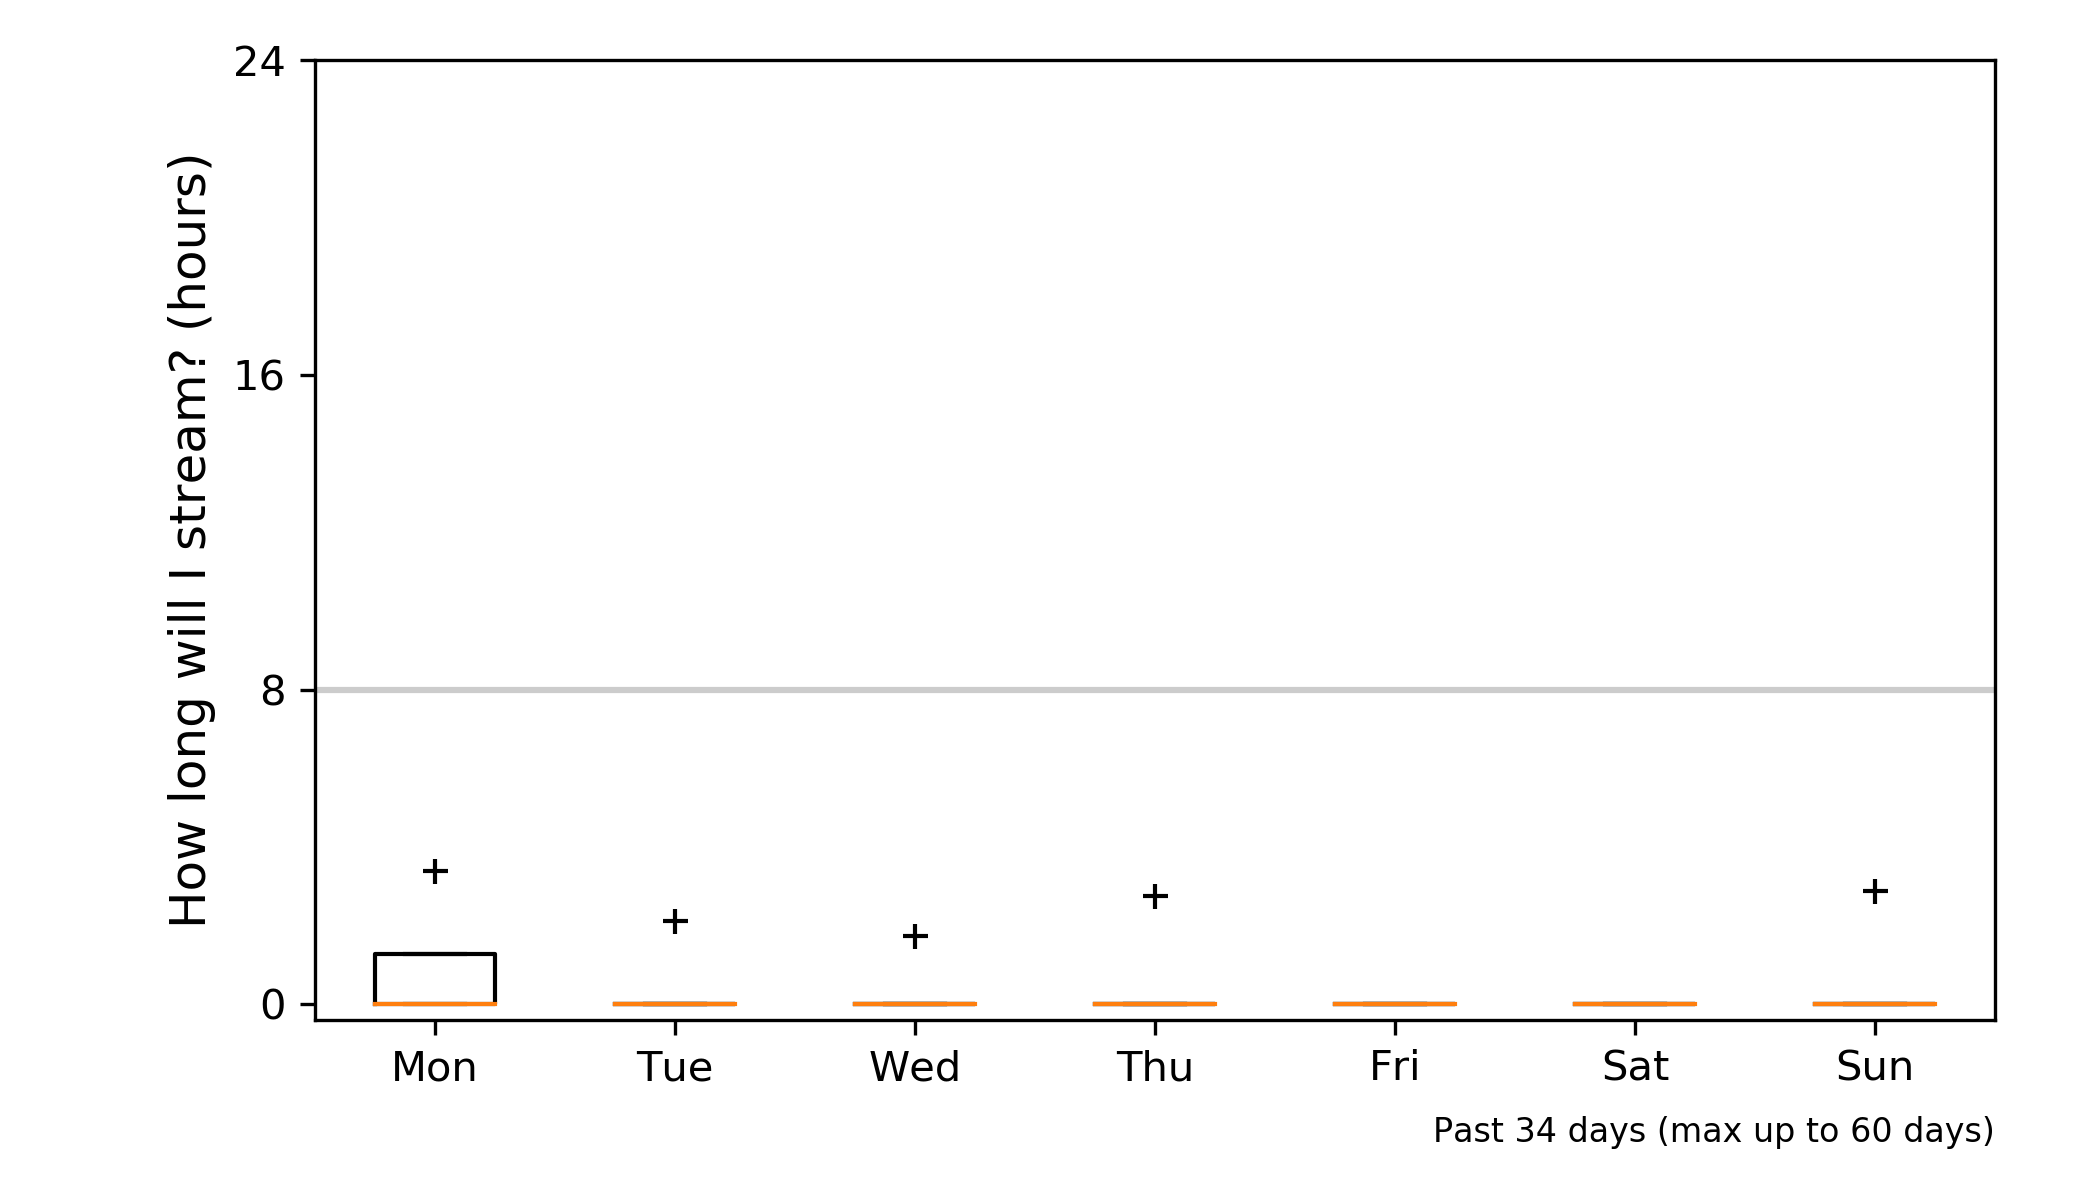 How long will I stream? (hours)
24
16
8
0
Mon Tue Wed Thu Fri Sat Sun
Past 34 days (max up to 60 days)